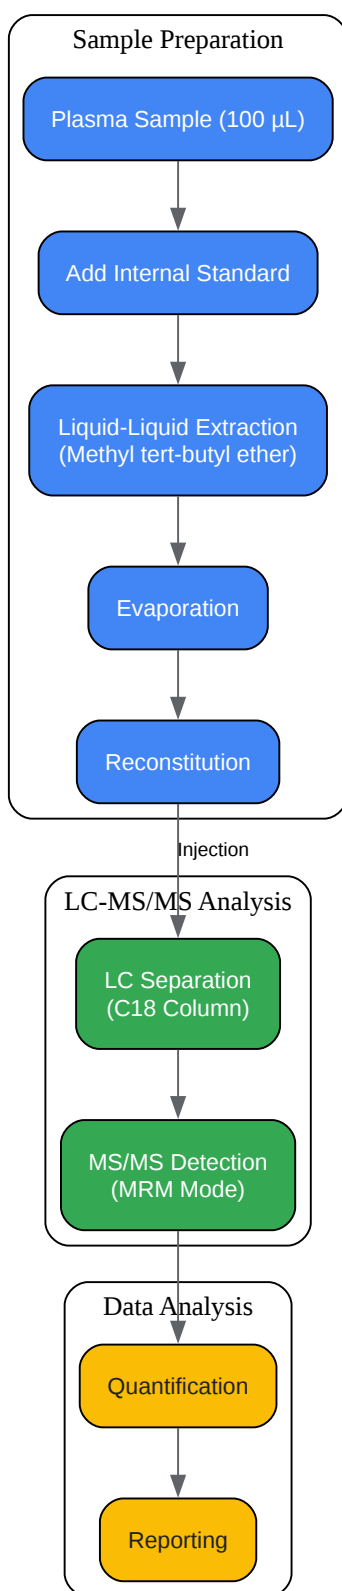 Sample Preparation
Plasma Sample (100 µL)
Add Internal Standard
Liquid-Liquid Extraction
(Methyl tert-butyl ether)
Evaporation
Reconstitution
Injection
LC-MS/MS Analysis
LC Separation
(C18 Column)
MS/MS Detection
(MRM Mode)
Data Analysis
Quantification
Reporting